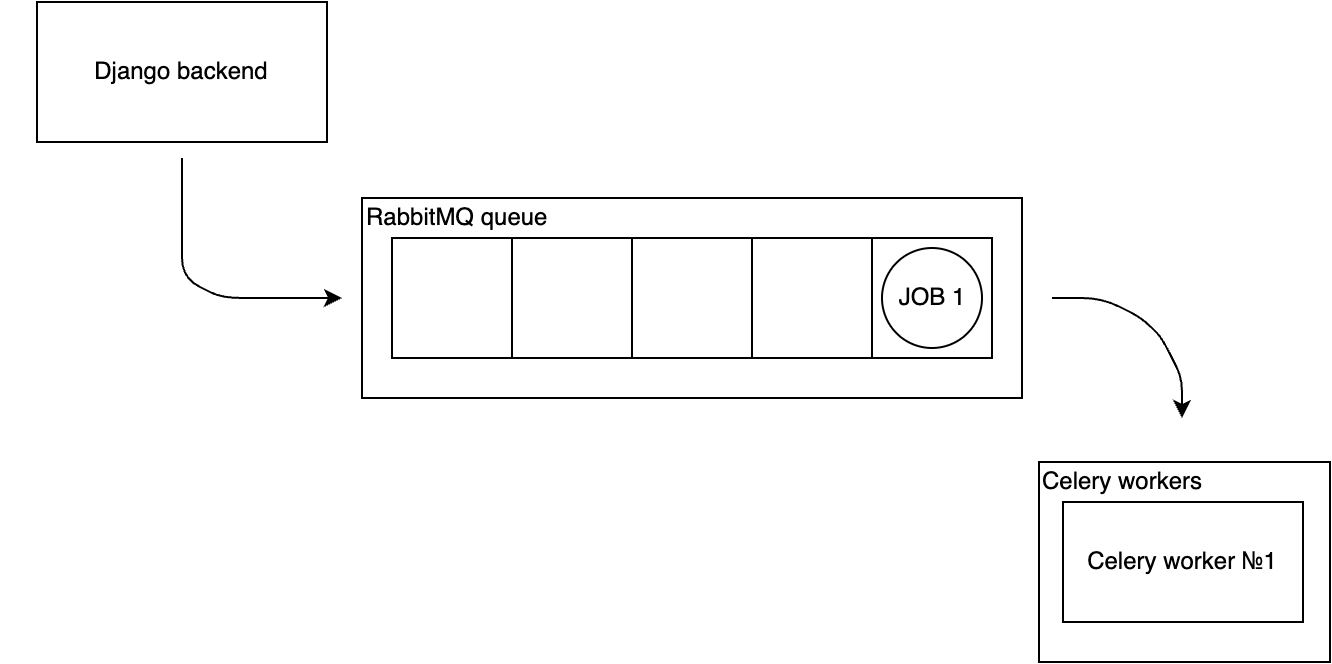 Django backend
RabbitMQ queue
JOB 1
Celery workers
Celery worker №1